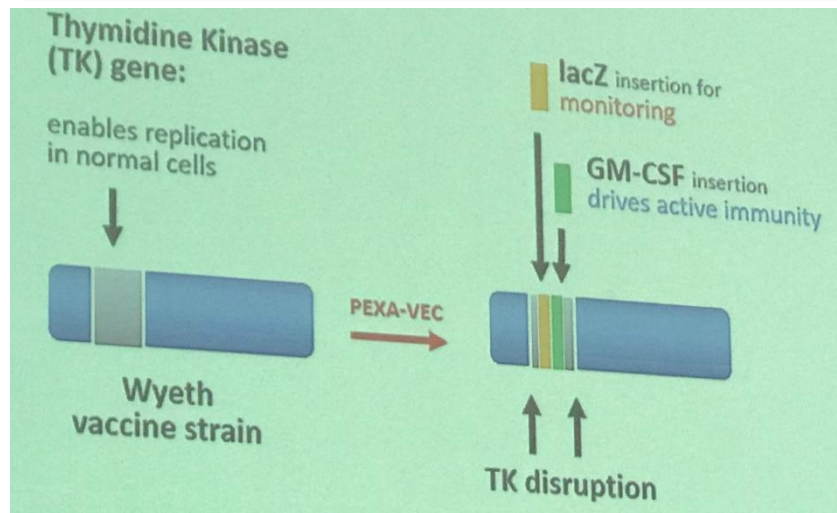 Thymidine Kinase
(TK) gene:
enables replication
in normal cells
lacZ insertion for
monitoring
GM-CSF insertion
drives active immunity
PEXA-VEC
Wyeth
vaccine strain
TK disruption